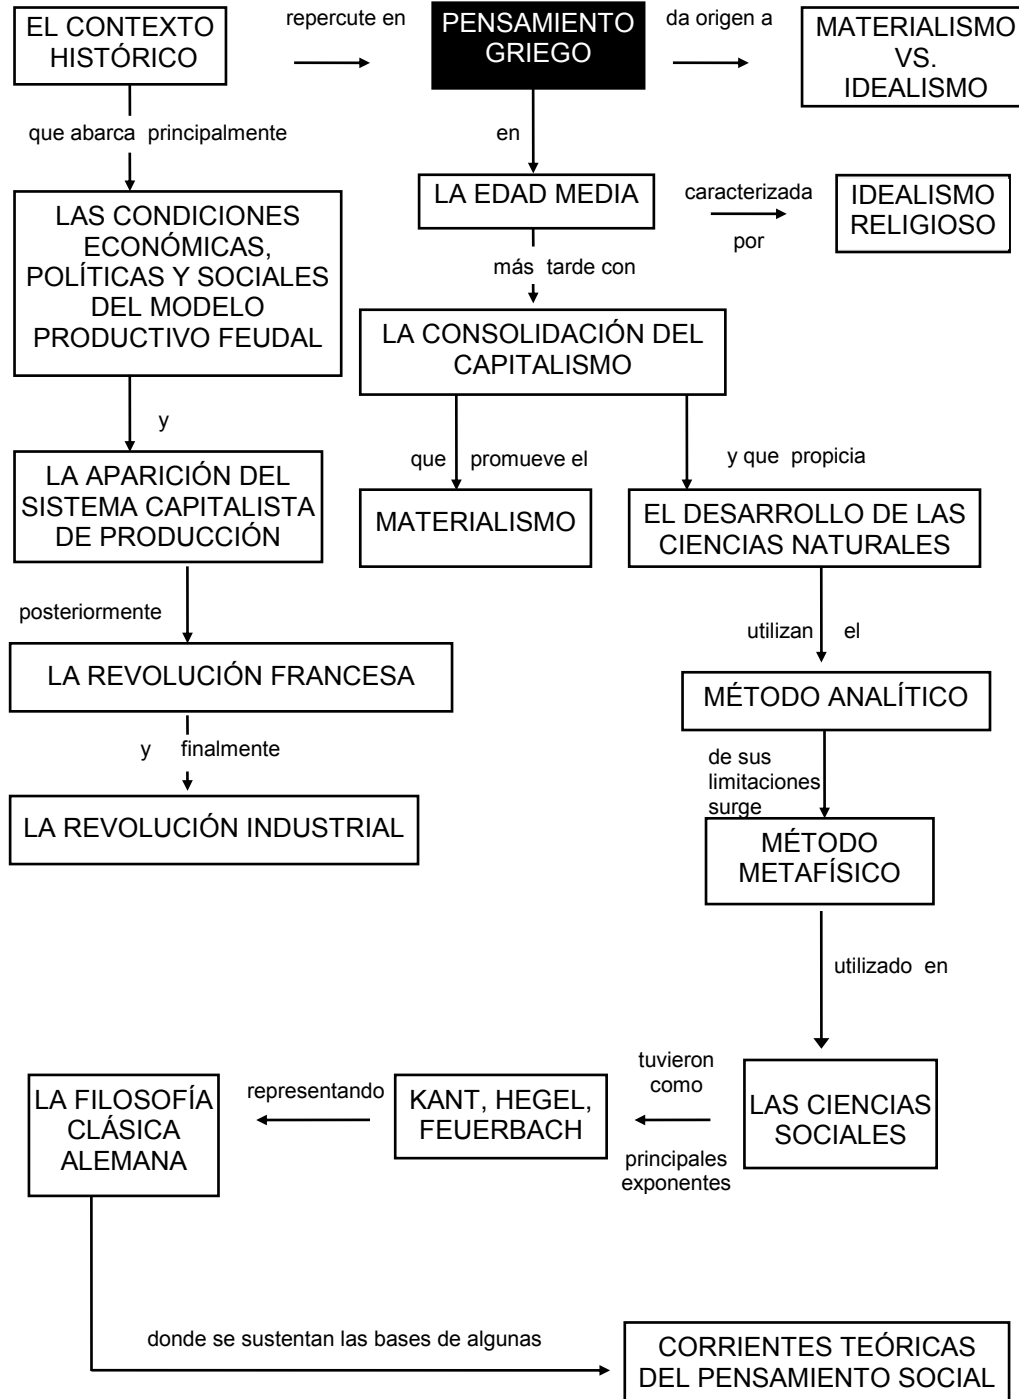 EL CONTEXTO
HISTÓRICO
repercute en
PENSAMIENTO
GRIEGO
da origen a
MATERIALISMO
VS.
IDEALISMO
que abarca principalmente
en
LAS CONDICIONES
ECONÓMICAS,
POLÍTICAS Y SOCIALES
DEL MODELO
PRODUCTIVO FEUDAL
LA EDAD MEDIA
caracterizada
por
IDEALISMO
RELIGIOSO
más tarde con
LA CONSOLIDACIÓN DEL
CAPITALISMO
y
que promueve el
y que propicia
LA APARICIÓN DEL
SISTEMA CAPITALISTA
DE PRODUCCIÓN
MATERIALISMO
EL DESARROLLO DE LAS
CIENCIAS NATURALES
posteriormente
utilizan el
LA REVOLUCIÓN FRANCESA
MÉTODO ANALÍTICO
y finalmente
de sus
limitaciones
surge
LA REVOLUCIÓN INDUSTRIAL
MÉTODO
METAFÍSICO
utilizado en
LA FILOSOFÍA
CLÁSICA
ALEMANA
representando
KANT, HEGEL,
FEUERBACH
tuvieron
como
principales
exponentes
LAS CIENCIAS
SOCIALES
donde se sustentan las bases de algunas
CORRIENTES TEÓRICAS
DEL PENSAMIENTO SOCIAL